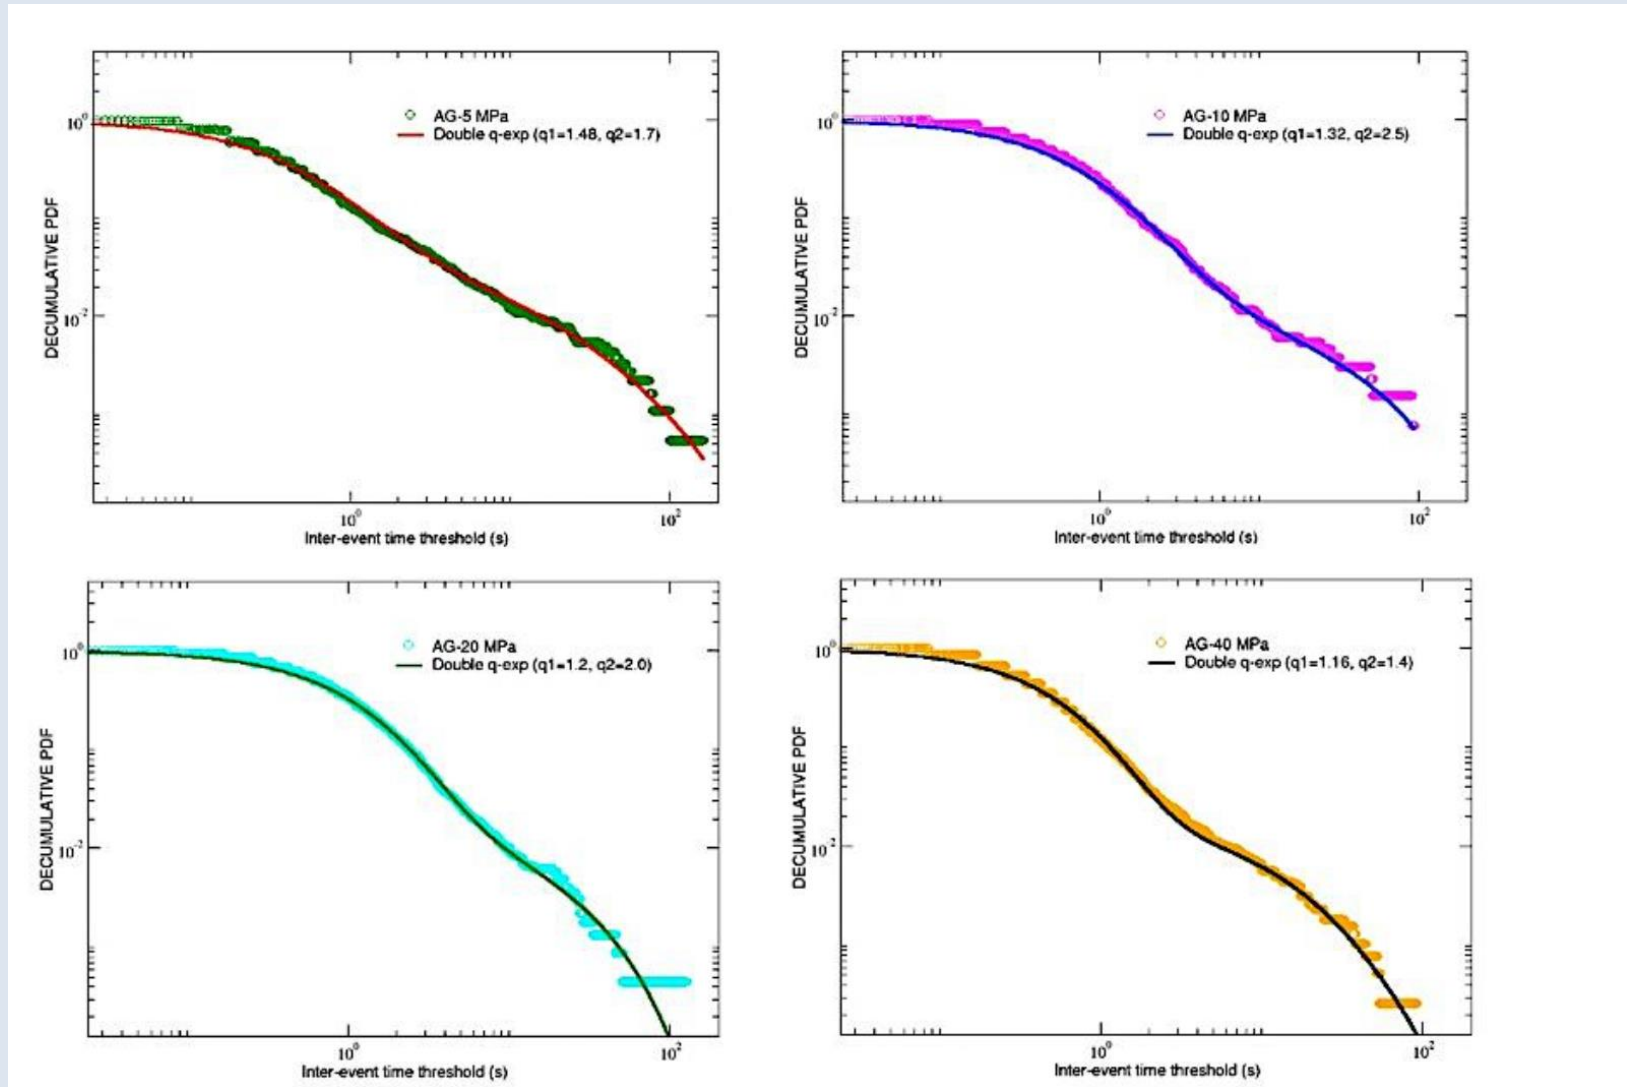 AG-5 MPa
Double q-exp (q1=1.48, q2=1.7)
10⁰
10⁻²
DECUMULATIVE PDF
10⁰
10²
Inter-event time threshold (s)
AG-10 MPa
Double q-exp (q1=1.32, q2=2.5)
10⁰
10⁻²
DECUMULATIVE PDF
10⁰
10²
Inter-event time threshold (s)
AG-20 MPa
Double q-exp (q1=1.2, q2=2.0)
10⁰
10⁻²
DECUMULATIVE PDF
10⁰
10²
Inter-event time threshold (s)
AG-40 MPa
Double q-exp (q1=1.16, q2=1.4)
10⁰
10⁻²
DECUMULATIVE PDF
10⁰
10²
Inter-event time threshold (s)